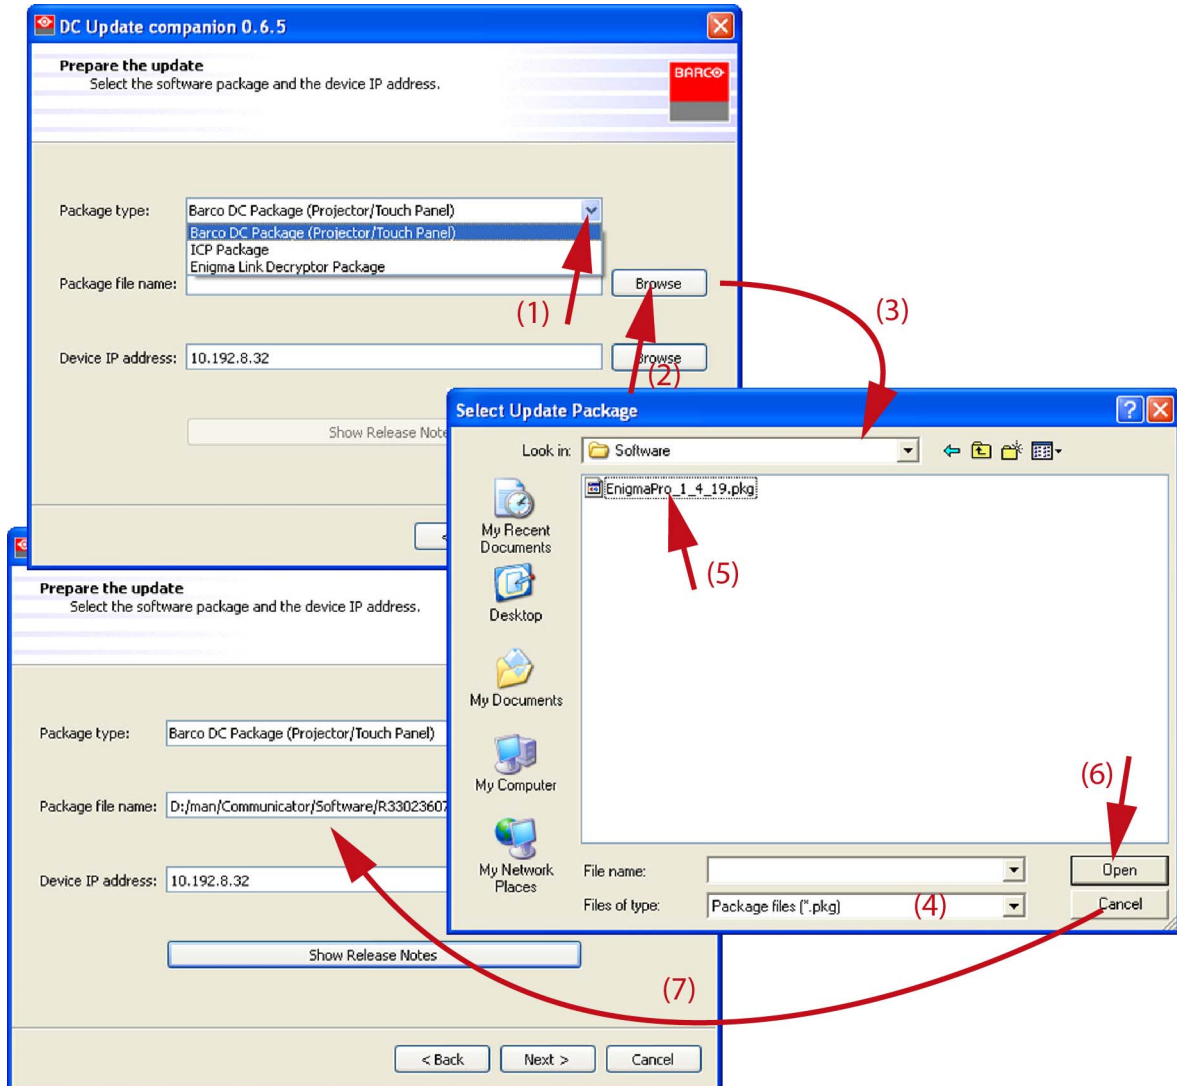 DC Update companion 0.6.5
Prepare the update
Select the software package and the device IP address.
BARCO
Package type: Barco DC Package (Projector/Touch Panel)
Barco DC Package (Projector/Touch Panel)
ICP Package
Enigma Link Decryptor Package
Package file name: Browse
(1)
(2)
(3)
Device IP address: 10.192.8.32 Browse
Show Release Note
<
Select Update Package
Look in: Software
EnigmaPro_1_4_19.pkg
(5)
My Recent
Documents
Desktop
My Documents
My Computer
My Network
Places
(6)
File name: Open
Files of type: Package files (*.pkg) (4) Cancel
Prepare the update
Select the software package and the device IP address.
Package type: Barco DC Package (Projector/Touch Panel)
Package file name: D:/man/Communicator/Software/R33023607
Device IP address: 10.192.8.32
Show Release Notes
(7)
< Back Next > Cancel